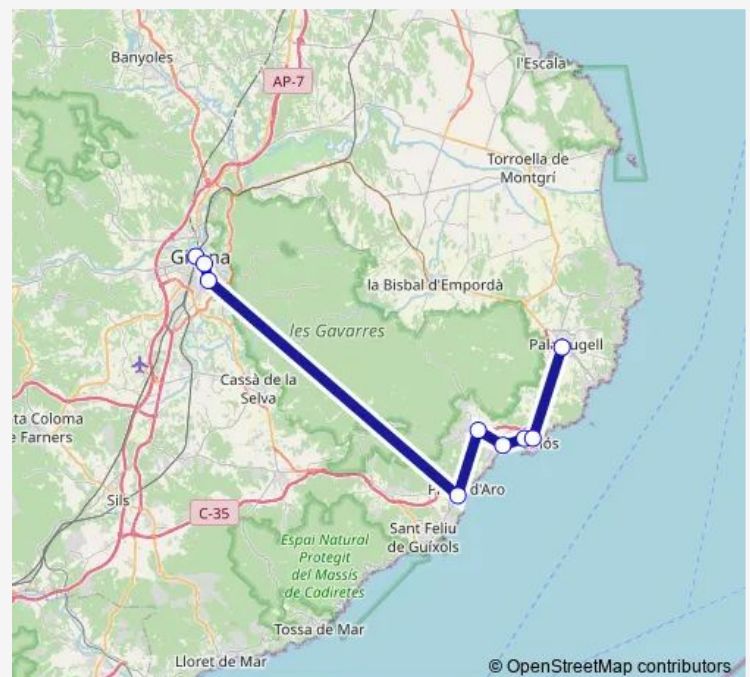 Banyoles
l'Escala
AP-7
Torroella de
Montgrí
la Bisbal d'Empordà
les Gavarres
Cassà de la
Selva
ta Coloma
e Farners
d'Aro
Sils
C-35
Sant Feliu
de Guíxols
Espai Natural
Protegit
del Massís
de Cadiretes
Tossa de Mar
Lloret de Mar
© OpenStreetMap contributors